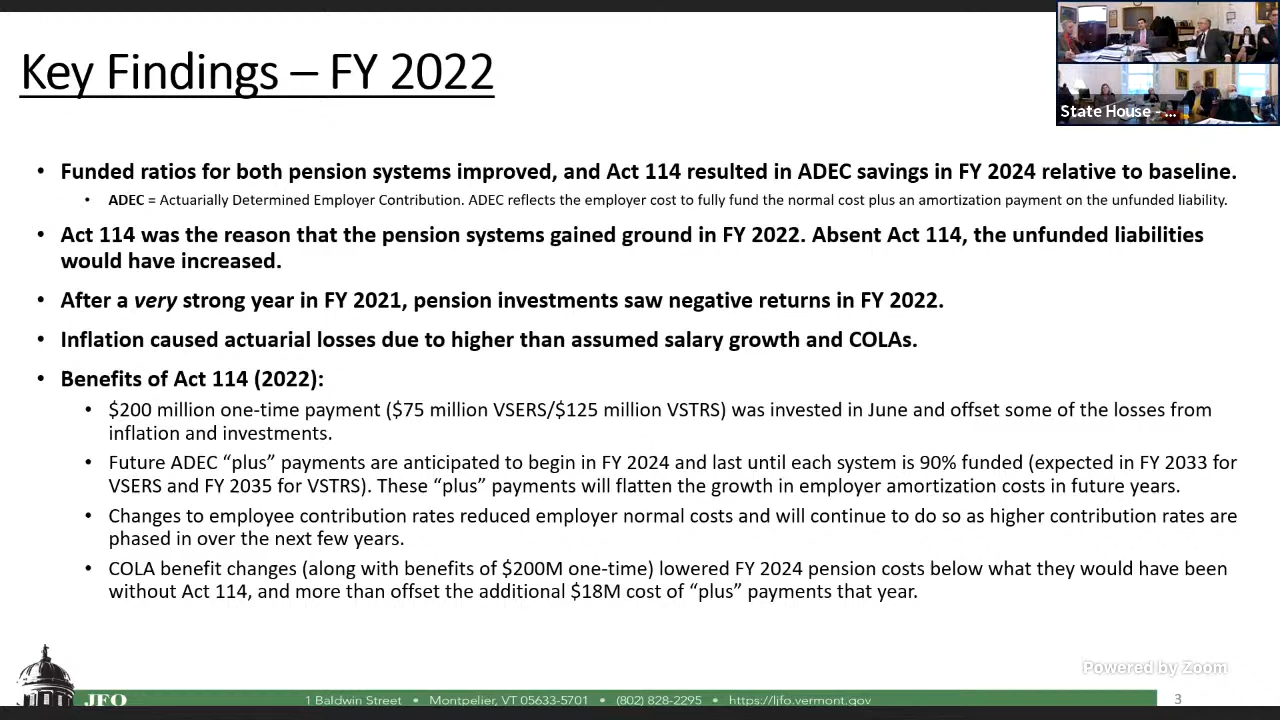 Key Findings – FY 2022
State House - ...
• Funded ratios for both pension systems improved, and Act 114 resulted in ADEC savings in FY 2024 relative to baseline.
• ADEC = Actuarially Determined Employer Contribution. ADEC reflects the employer cost to fully fund the normal cost plus an amortization payment on the unfunded liability.
• Act 114 was the reason that the pension systems gained ground in FY 2022. Absent Act 114, the unfunded liabilities
would have increased.
• After a very strong year in FY 2021, pension investments saw negative returns in FY 2022.
• Inflation caused actuarial losses due to higher than assumed salary growth and COLAs.
• Benefits of Act 114 (2022):
• $200 million one-time payment ($75 million VSERS/$125 million VSTRS) was invested in June and offset some of the losses from
inflation and investments.
• Future ADEC “plus” payments are anticipated to begin in FY 2024 and last until each system is 90% funded (expected in FY 2033 for
VSERS and FY 2035 for VSTRS). These “plus” payments will flatten the growth in employer amortization costs in future years.
• Changes to employee contribution rates reduced employer normal costs and will continue to do so as higher contribution rates are
phased in over the next few years.
• COLA benefit changes (along with benefits of $200M one-time) lowered FY 2024 pension costs below what they would have been
without Act 114, and more than offset the additional $18M cost of “plus” payments that year.
Powered by Zoom
JFO
1 Baldwin Street • Montpelier, VT 05633-5701 • (802) 828-2295 • https://ljfo.vermont.gov
3